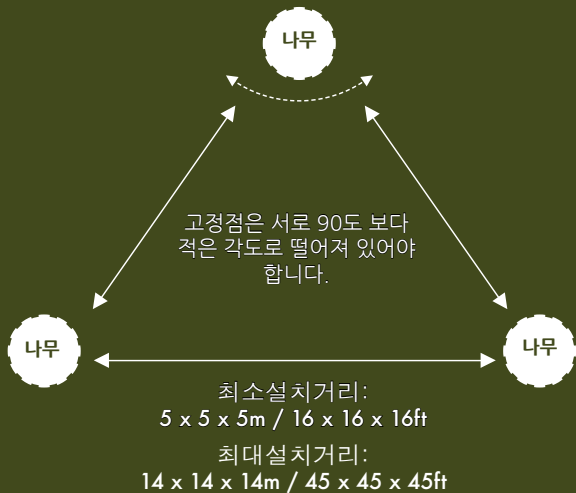 나무
고정점은 서로 90도 보다
적은 각도로 떨어져 있어야
합니다.
나무
나무
최소설치거리:
5 x 5 x 5m / 16 x 16 x 16ft
최대설치거리:
14 x 14 x 14m / 45 x 45 x 45ft